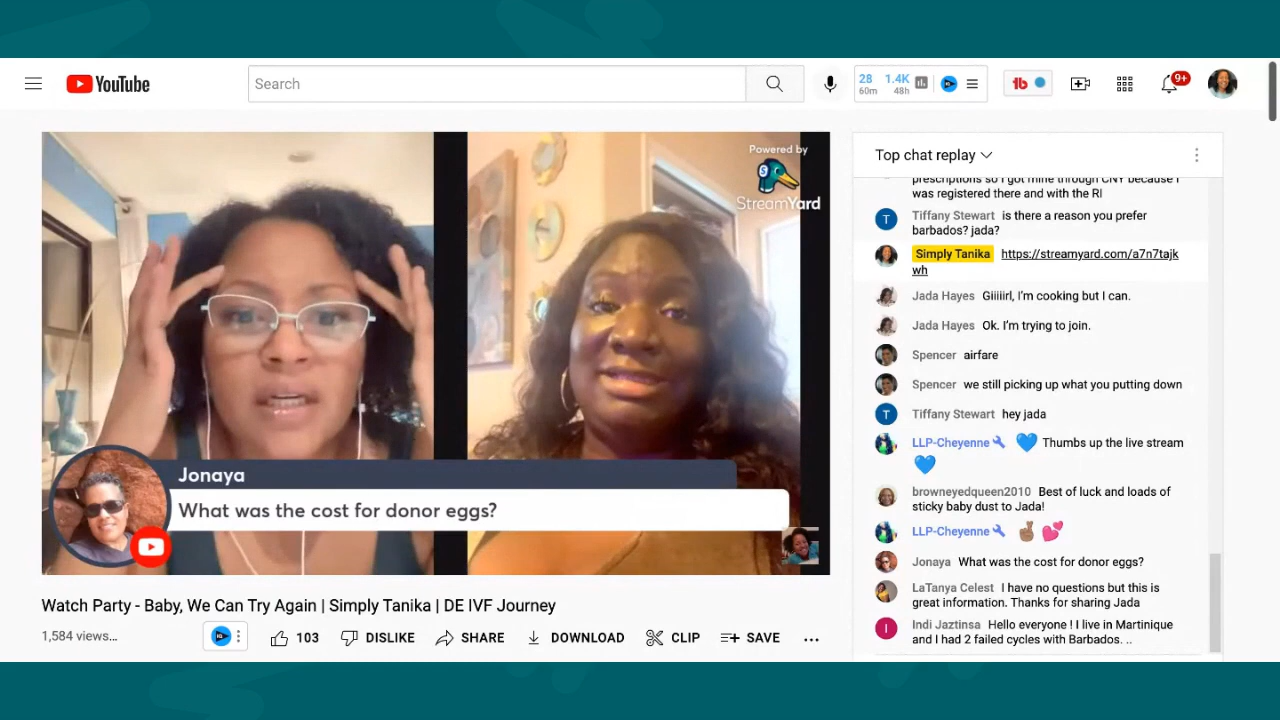 YouTube
Search
28
60m
1.4K
48h
9+
Powered by
StreamYard
Jonaya
What was the cost for donor eggs?
Watch Party - Baby, We Can Try Again | Simply Tanika | DE IVF Journey
1,584 views...
103
DISLIKE
SHARE
DOWNLOAD
CLIP
SAVE
Top chat replay
prescriptions so I got mine through CNY because I
was registered there and with the RI
T
Tiffany Stewart is there a reason you prefer
barbados? jada?
Simply Tanika https://streamyard.com/a7n7tajk
wh
Jada Hayes Giiiirl, I'm cooking but I can.
Jada Hayes Ok. I'm trying to join.
Spencer airfare
Spencer we still picking up what you putting down
T
Tiffany Stewart hey jada
LLP-Cheyenne 🔧 💙 Thumbs up the live stream
💙
browneyedqueen2010 Best of luck and loads of
sticky baby dust to Jada!
LLP-Cheyenne 🔧 🤞🏽 💕
Jonaya What was the cost for donor eggs?
LaTanya Celest I have no questions but this is
great information. Thanks for sharing Jada
I
Indi Jaztinsa Hello everyone ! I live in Martinique
and I had 2 failed cycles with Barbados. ..